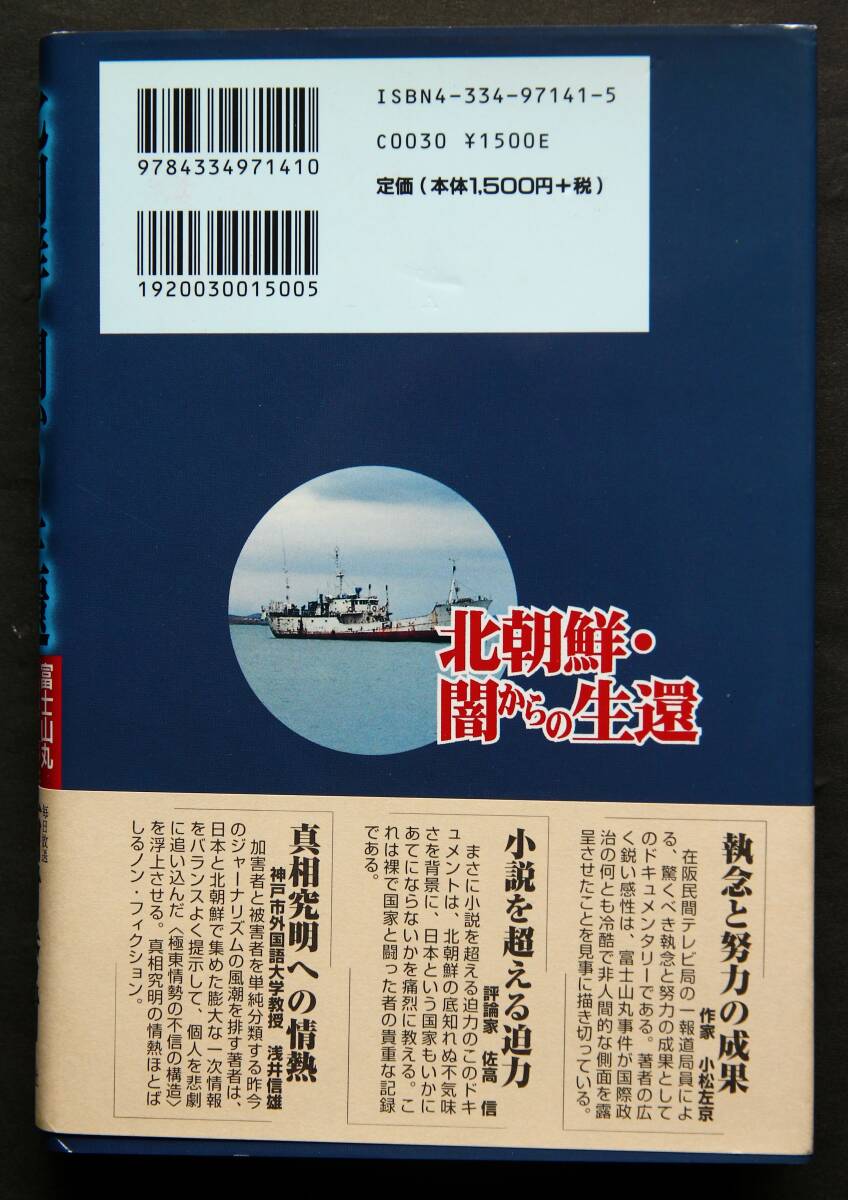 ISBN4-334-97141-5
C0030 ¥1500E
定価(本体1,500円+税)
9784334971410
1920030015005
北朝鮮・
闇からの生還
富士山丸
毎日放送
執念と努力の成果
作家 小松左京
在阪民間テレビ局の一報道局員によ
る、驚くべき執念と努力の成果として
のドキュメンタリーである。著者の広
く鋭い感性は、富士山丸事件が国際政
治の何とも冷酷で非人間的な側面を露
呈させたことを見事に描き切っている。
小説を超える迫力
評論家 佐高 信
まさに小説を超える迫力のこのドキ
ュメントは、北朝鮮の底知れぬ不気味
さを背景に、日本という国家もいかに
あてにならないかを痛烈に教える。こ
れは裸で国家と闘った者の貴重な記録
である。
真相究明への情熱
神戸市外国語大学教授 浅井信雄
加害者と被害者を単純分類する昨今
のジャーナリズムの風潮を排す著者は、
日本と北朝鮮で集めた膨大な一次情報
をバランスよく提示して、個人を悲劇
に追い込んだ〈極東情勢の不信の構造〉
を浮上させる。真相究明の情熱ほとば
しるノン・フィクション。